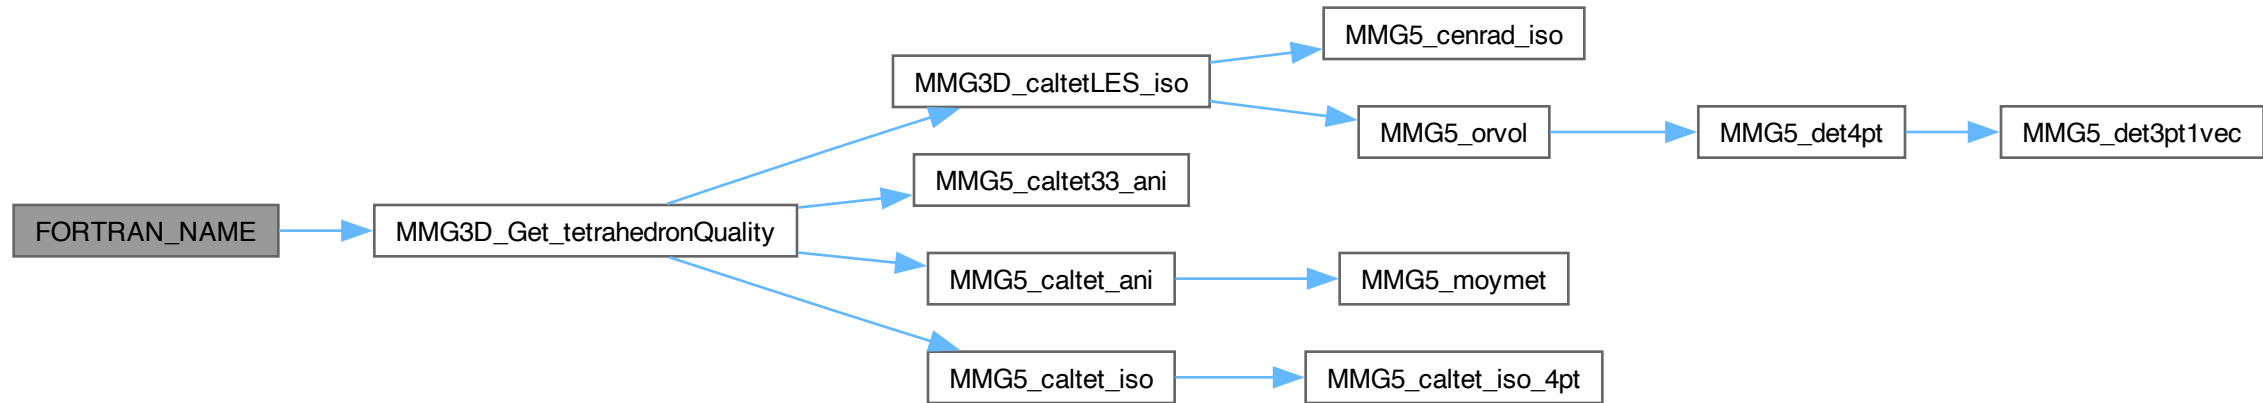 MMG5_cenrad_iso
MMG3D_caltetLES_iso
MMG5_orvol
MMG5_det4pt
MMG5_det3pt1vec
MMG5_caltet33_ani
FORTRAN_NAME
MMG3D_Get_tetrahedronQuality
MMG5_caltet_ani
MMG5_moymet
MMG5_caltet_iso
MMG5_caltet_iso_4pt